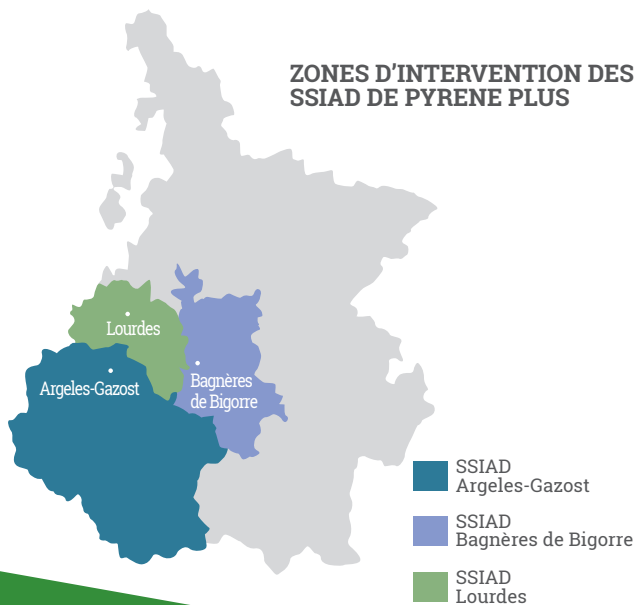 ZONES D'INTERVENTION DES
SSIAD DE PYRENE PLUS
Lourdes
Argeles-Gazost
Bagnères
de Bigorre
SSIAD
Argeles-Gazost
SSIAD
Bagnères de Bigorre
SSIAD
Lourdes